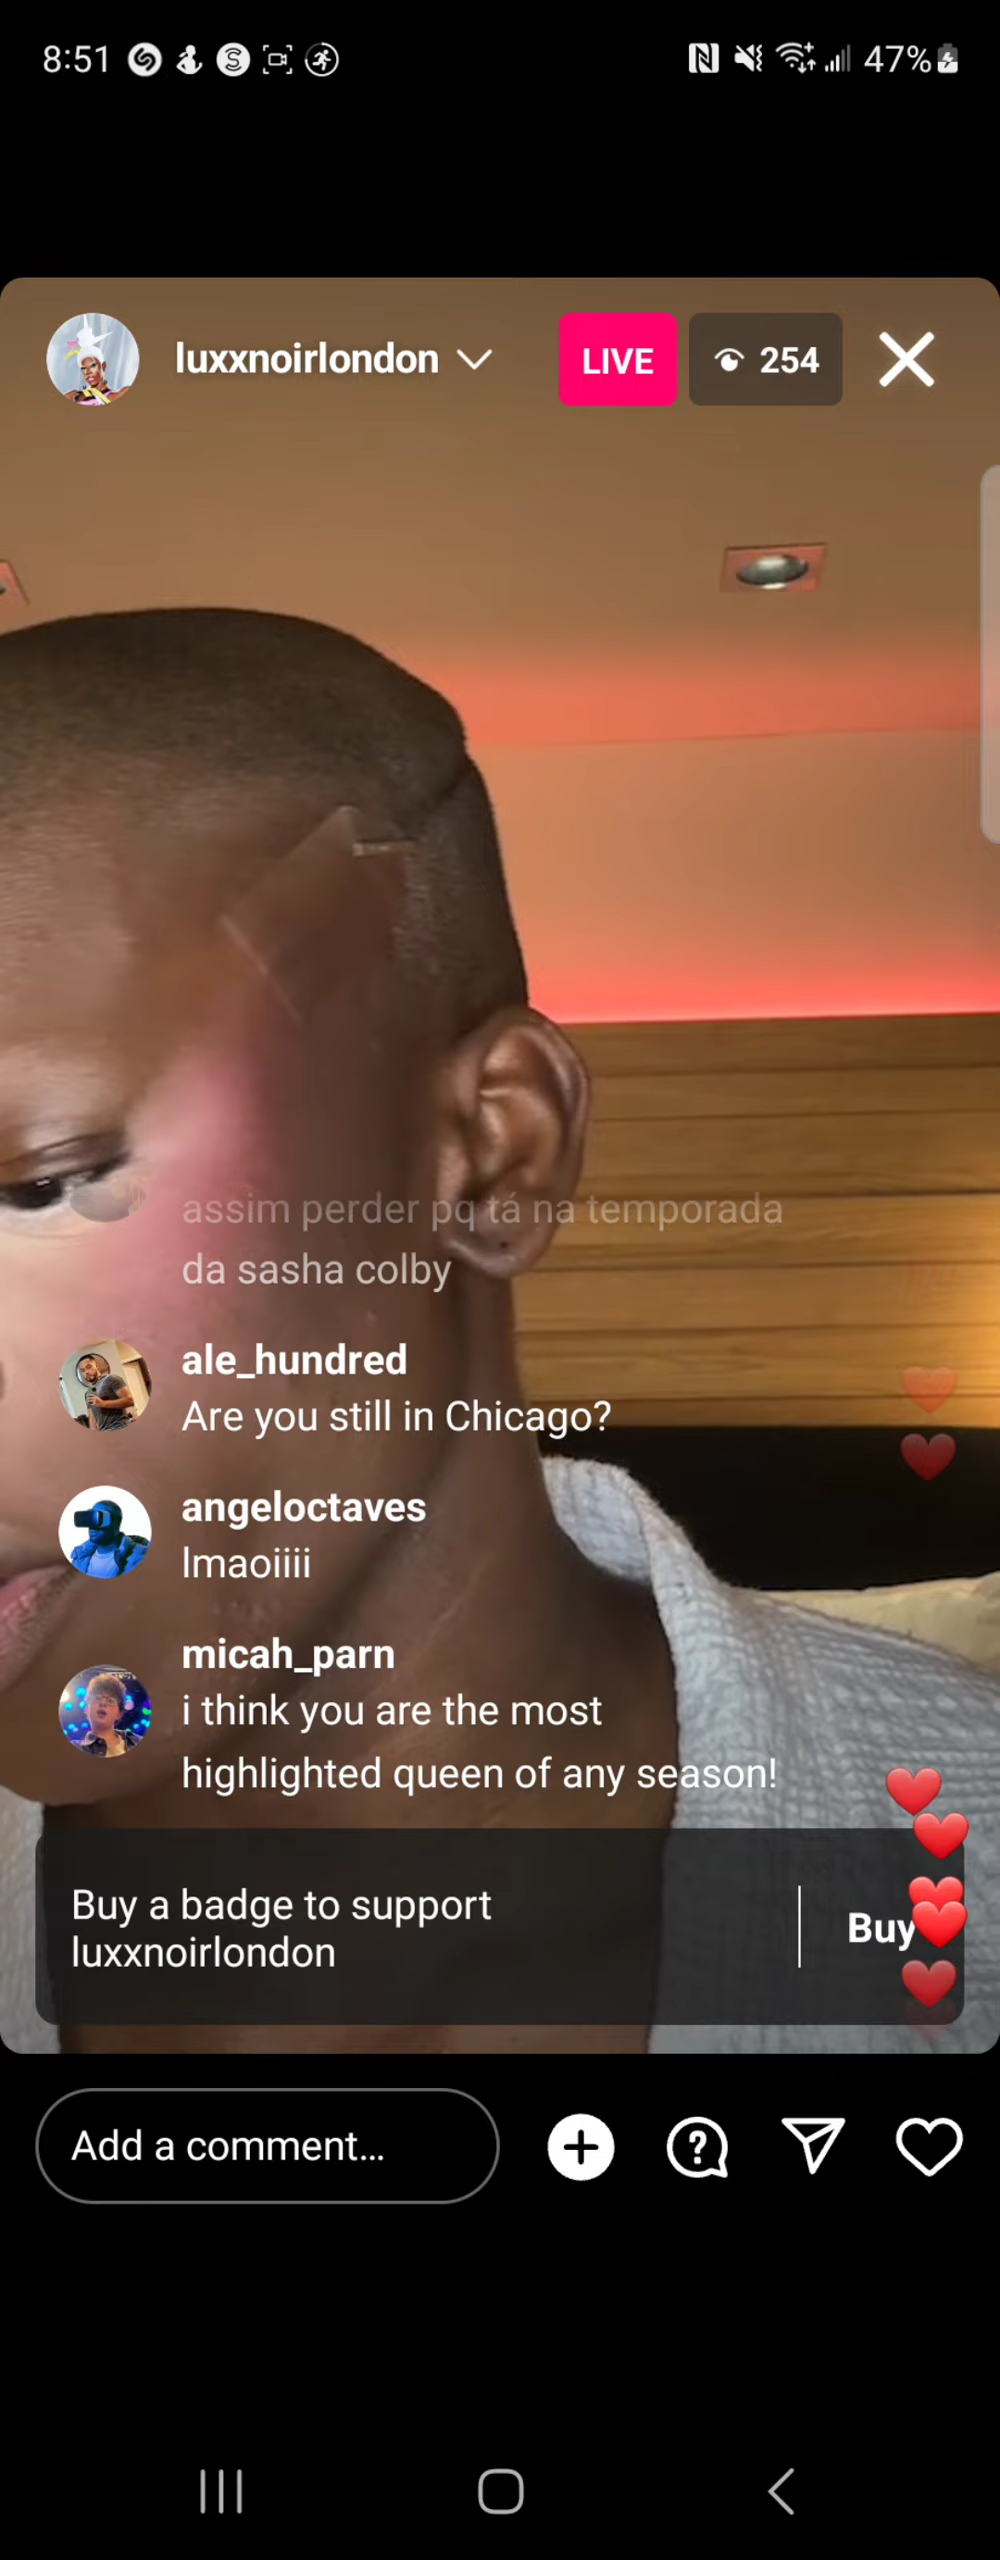 8:51
47%
luxxnoirlondon
LIVE
254
assim perder pq tá na temporada
da sasha colby
ale_hundred
Are you still in Chicago?
angeloctaves
lmaoiiii
micah_parn
i think you are the most
highlighted queen of any season!
Buy a badge to support
luxxnoirlondon
Buy
Add a comment...